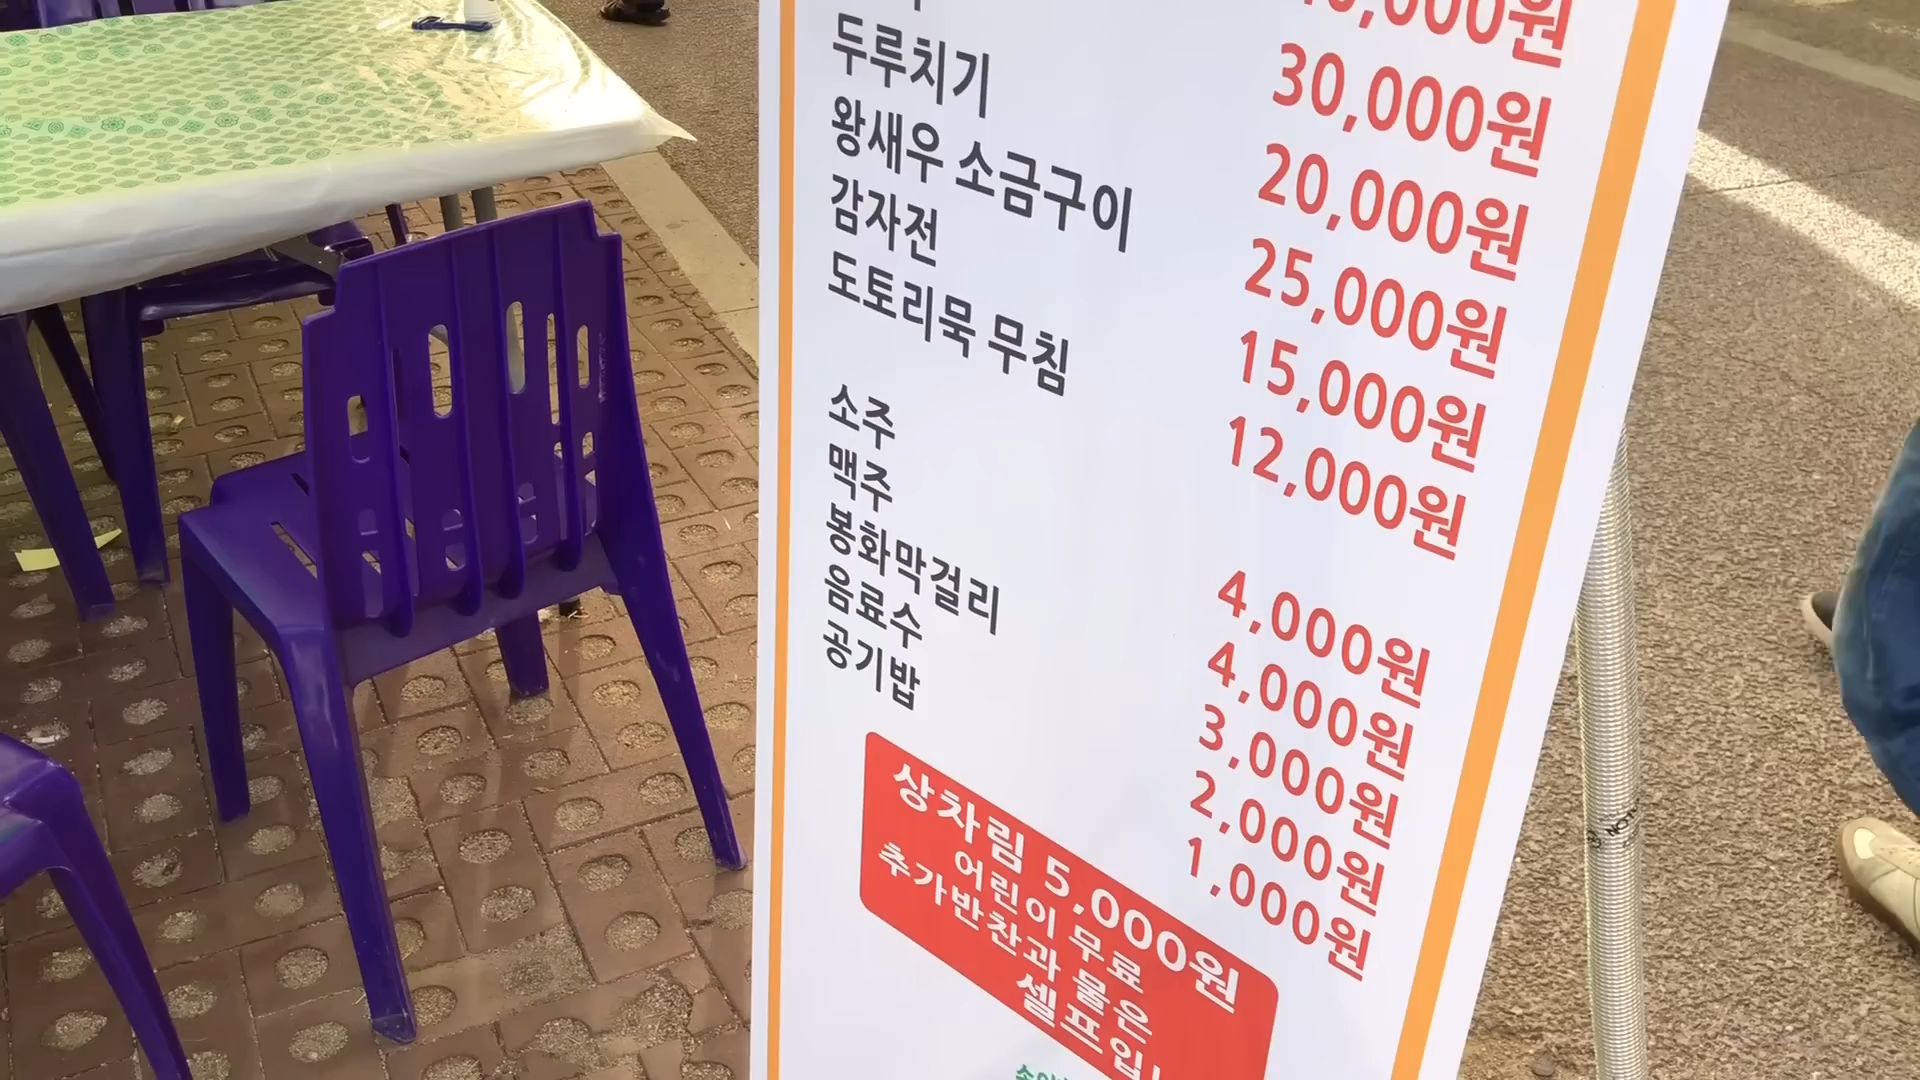 30,000원
두루치기 20,000원
왕새우 소금구이 25,000원
감자전 15,000원
도토리묵 무침 12,000원
소주 4,000원
맥주 4,000원
봉화막걸리 3,000원
음료수 2,000원
공기밥 1,000원
상차림 5,000원
어린이 무료
추가반찬과 물은
셀프입